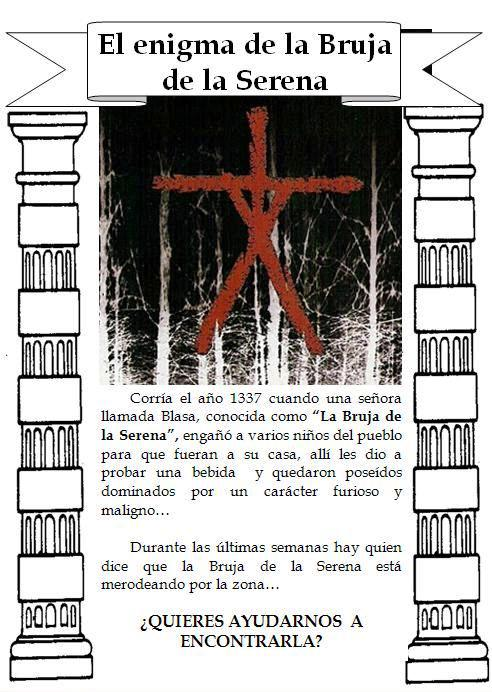 El enigma de la Bruja
de la Serena
Corría el año 1337 cuando una señora
llamada Blasa, conocida como “La Bruja de
la Serena”, engañó a varios niños del pueblo
para que fueran a su casa, allí les dio a
probar una bebida y quedaron poseídos
dominados por un carácter furioso y
maligno…
Durante las últimas semanas hay quien
dice que la Bruja de la Serena está
merodeando por la zona…
¿QUIERES AYUDARNOS A
ENCONTRARLA?